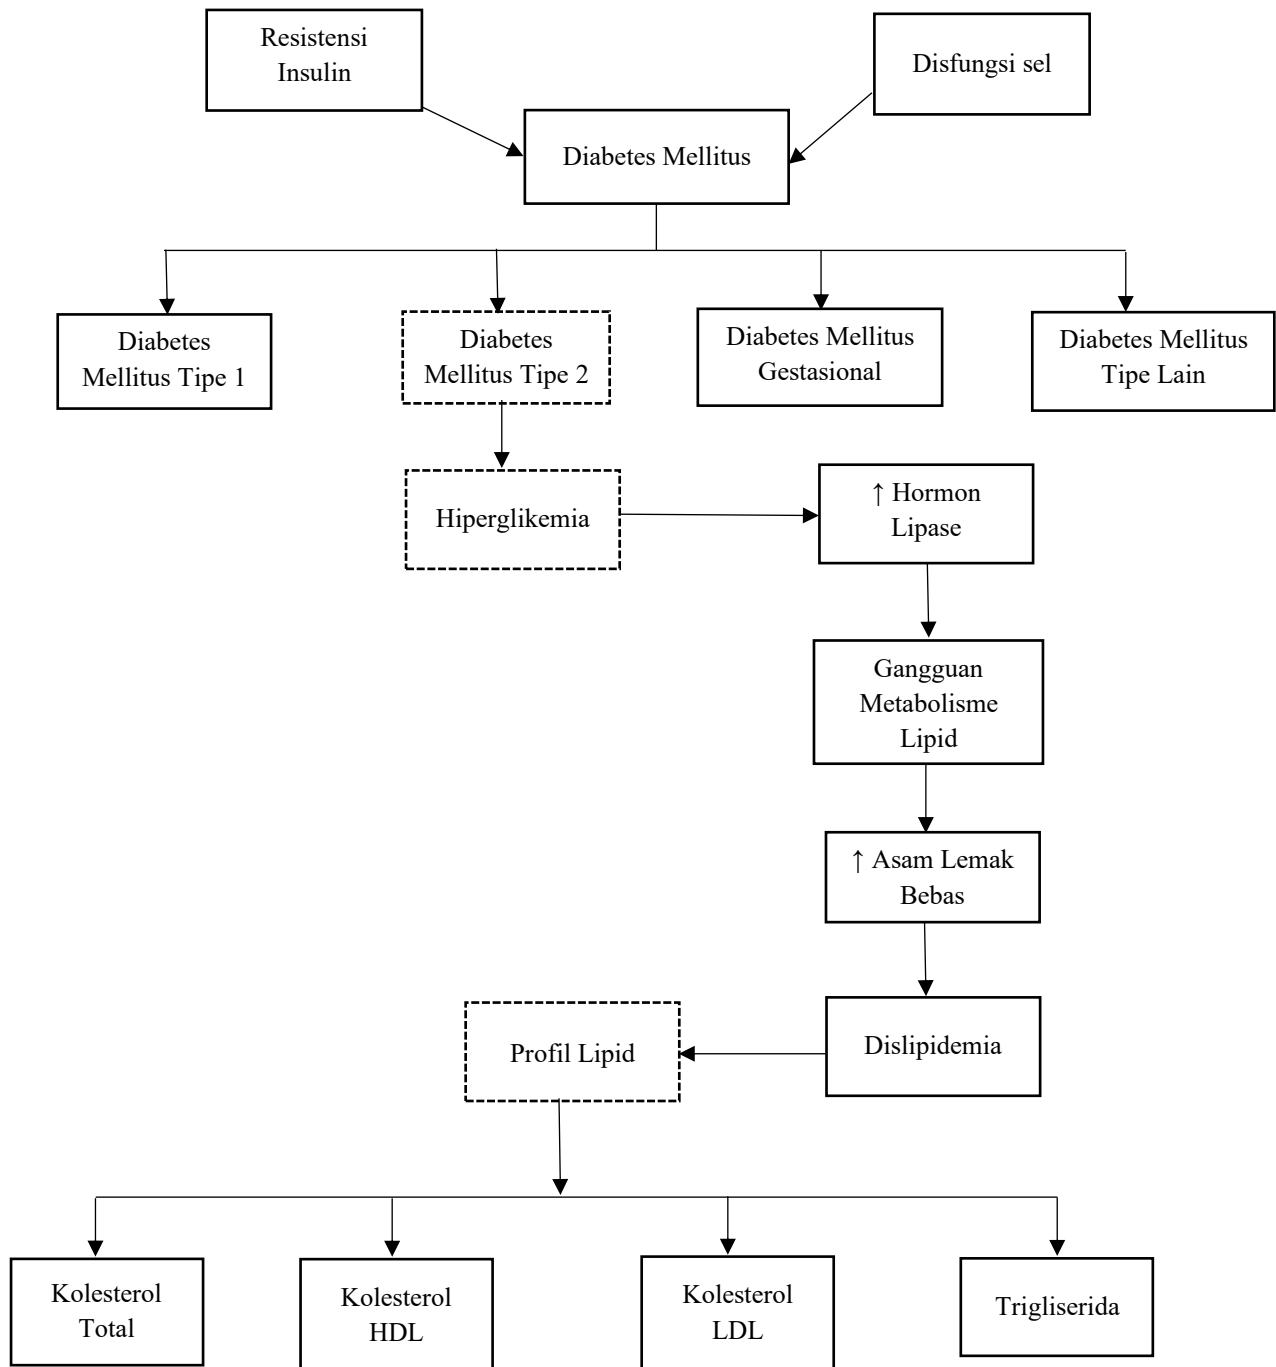 Resistensi
Insulin
Disfungsi sel
Diabetes Mellitus
Diabetes
Mellitus Tipe 1
Diabetes
Mellitus Tipe 2
Diabetes Mellitus
Gestasional
Diabetes Mellitus
Tipe Lain
Hiperglikemia
↑ Hormon
Lipase
Gangguan
Metabolisme
Lipid
↑ Asam Lemak
Bebas
Profil Lipid
Dislipidemia
Kolesterol
Total
Kolesterol
HDL
Kolesterol
LDL
Trigliserida